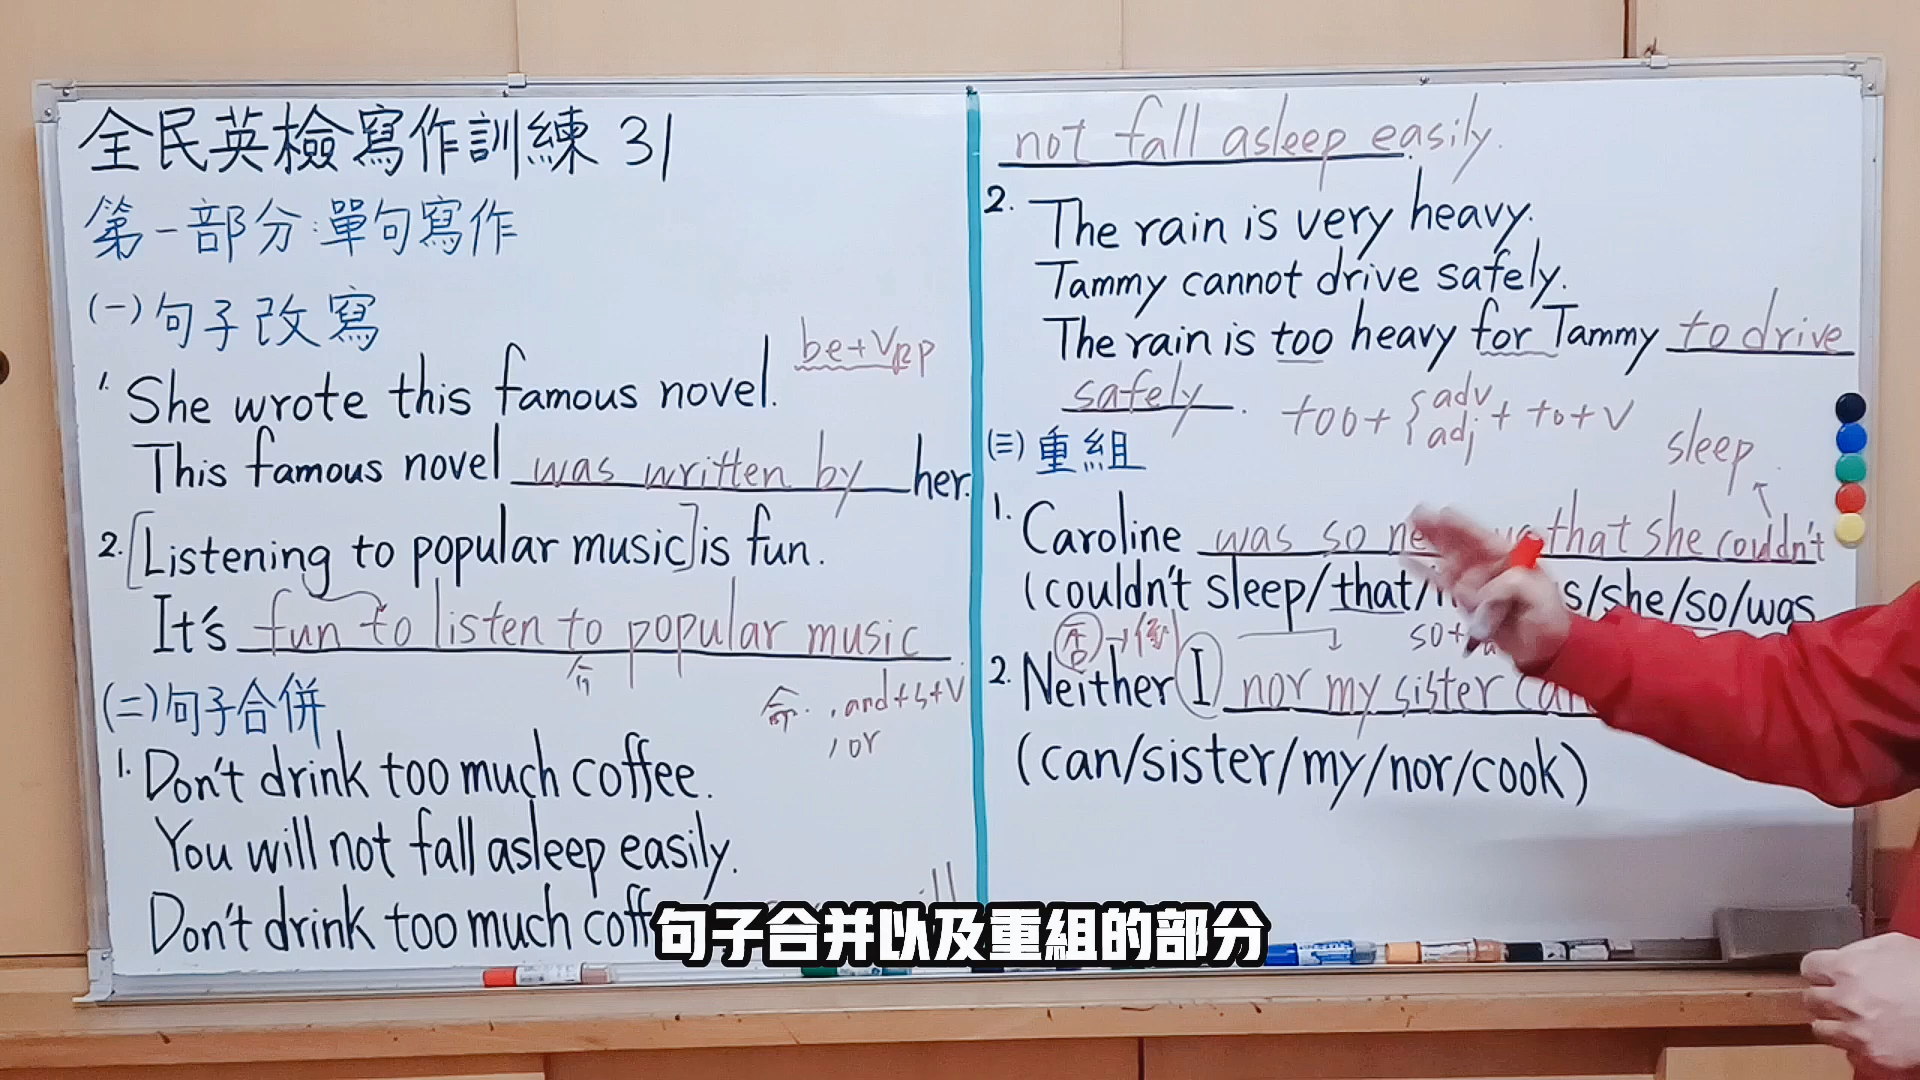 全民英檢寫作訓練 31
第一部分:單句寫作
(一)句子改寫
be+Vpp
1. She wrote this famous novel.
This famous novel was written by her.
2. [Listening to popular music] is fun.
It's fun to listen to popular music
(二)句子合併
, and+s+V
, or
1. Don't drink too much coffee.
You will not fall asleep easily.
Don't drink too much
not fall asleep easily.
2. The rain is very heavy.
Tammy cannot drive safely.
The rain is too heavy for Tammy to drive
safely.
too+{adv adj+to+V
(三)重組
sleep
1. Caroline was so that she couldn't
(couldn't sleep/that/ /she/so/was
so+
2. Neither I nor my sister
(can/sister/my/nor/cook)
句子合并以及重組的部分